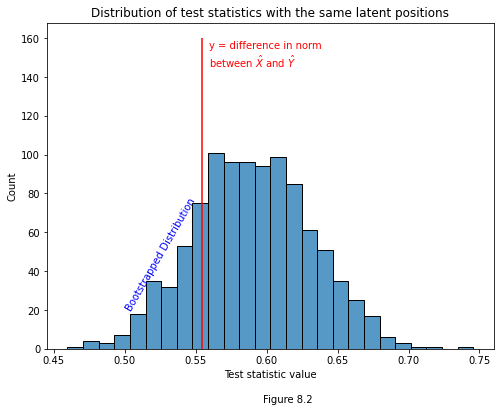 Distribution of test statistics with the same latent positions
160
140
120
100
80
60
40
20
0
Count
y = difference in norm
between X̂ and Ŷ
Bootstrapped Distribution
0.45 0.50 0.55 0.60 0.65 0.70 0.75
Test statistic value
Figure 8.2